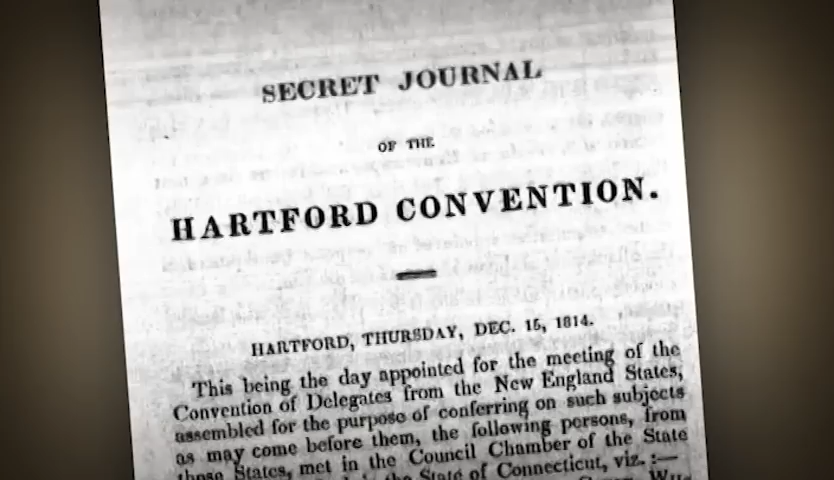 SECRET JOURNAL
OF THE
HARTFORD CONVENTION.
HARTFORD, THURSDAY, DEC. 15, 1814.
This being the day appointed for the meeting of the
Convention of Delegates from the New England States,
assembled for the purpose of conferring on such subjects
as may come before them, the following persons, from
those States, met in the Council Chamber of the State
in the State of Connecticut, viz. :—